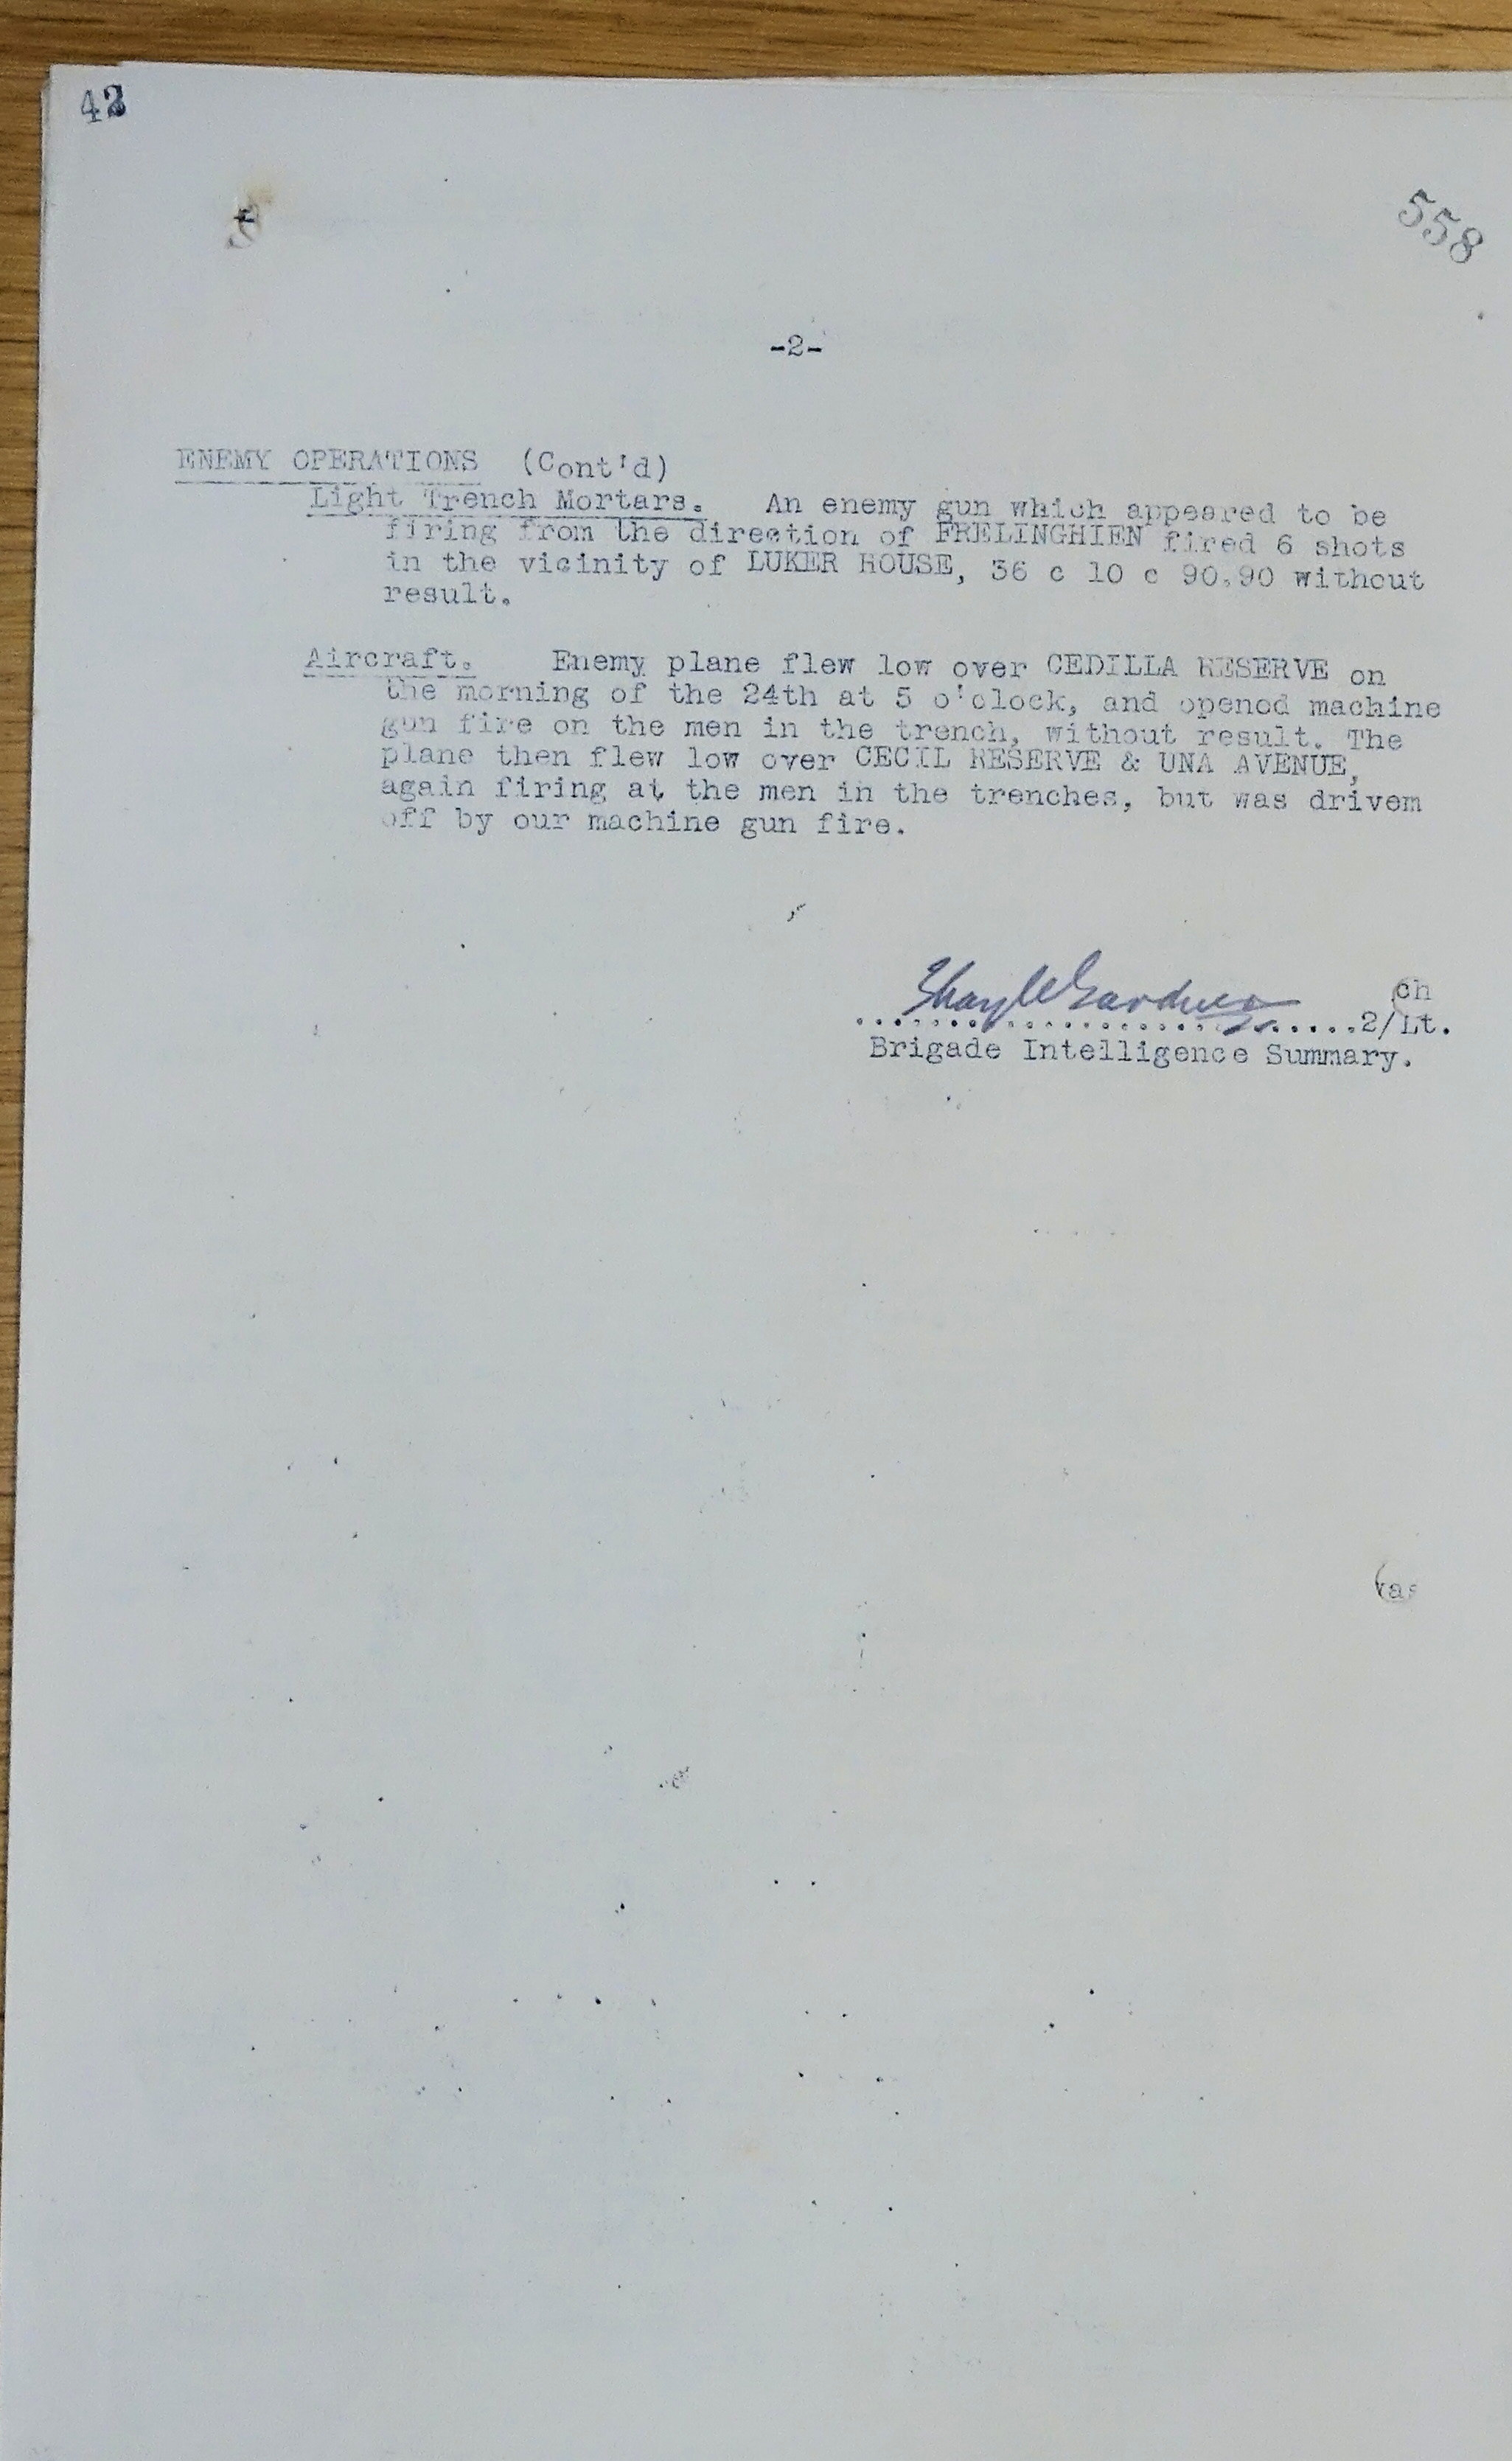 42
558
-2-
ENEMY OPERATIONS (Cont'd)
Light Trench Mortars. An enemy gun which appeared to be
firing from the direction of FRELINGHIEN fired 6 shots
in the vicinity of LUKER HOUSE, 36 c 10 c 90.90 without
result.
Aircraft. Enemy plane flew low over CEDILLA RESERVE on
the morning of the 24th at 5 o'clock, and opened machine
gun fire on the men in the trench, without result. The
plane then flew low over CECIL RESERVE & UNA AVENUE,
again firing at the men in the trenches, but was drivem
off by our machine gun fire.
ch
2/Lt.
Brigade Intelligence Summary.